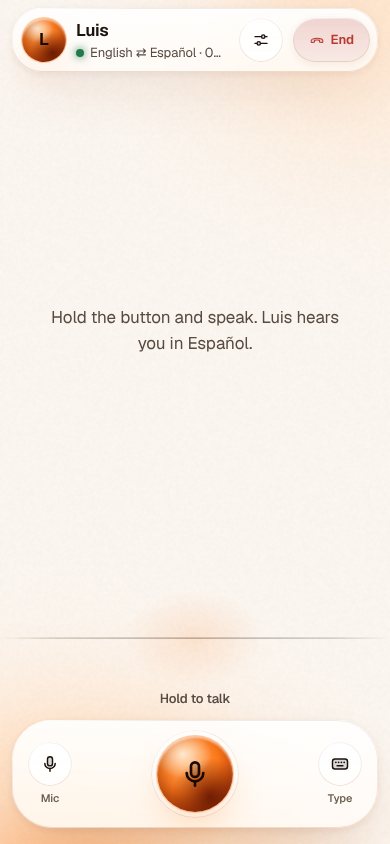 L
Luis
English ⇄ Español · 0...
End
Hold the button and speak. Luis hears
you in Español.
Hold to talk
Mic
Type